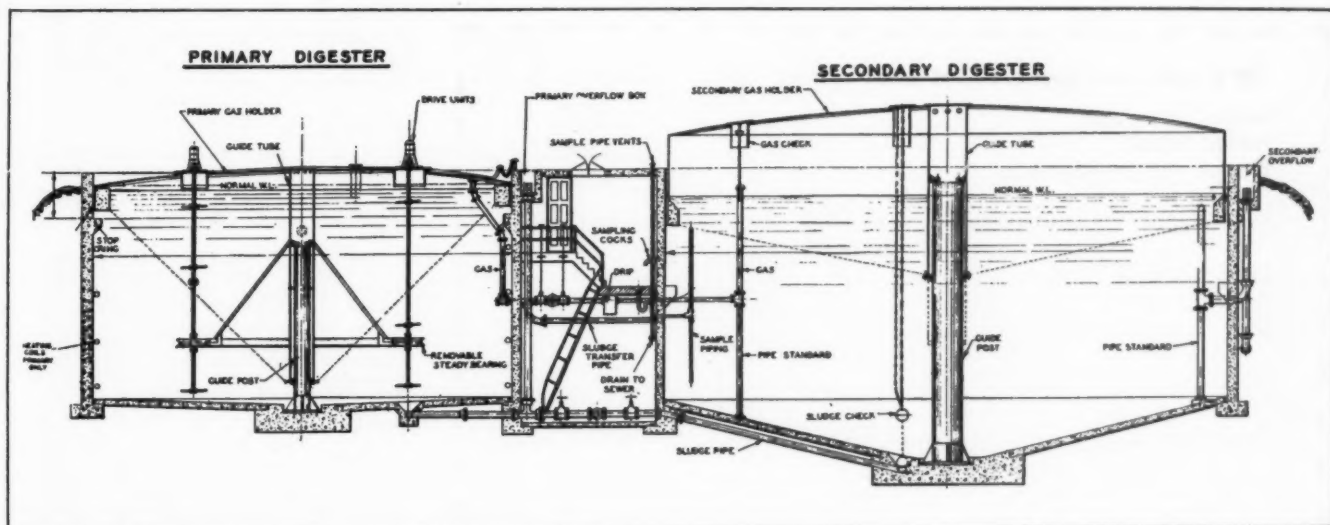 PRIMARY DIGESTER
SECONDARY DIGESTER
PRIMARY GAS HOLDER
DRIVE UNITS
PRIMARY OVERFLOW BOX
SECONDARY GAS HOLDER
GUIDE TUBE
SAMPLE PIPE VENTS
GAS CHECK
GUIDE TUBE
SECONDARY
OVERFLOW
NORMAL W.L.
NORMAL W.L.
STOP
RING
GAS
SAMPLING
COCKS
DRIP
GAS
HEATING
COILS
PRIMARY
ONLY
GUIDE POST
REMOVABLE
STEADY BEARING
SLUDGE
TRANSFER
PIPE
SAMPLE
PIPING
PIPE STANDARD
GUIDE
POST
PIPE STANDARD
DRAIN TO
SEWER
SLUDGE CHECK
SLUDGE PIPE